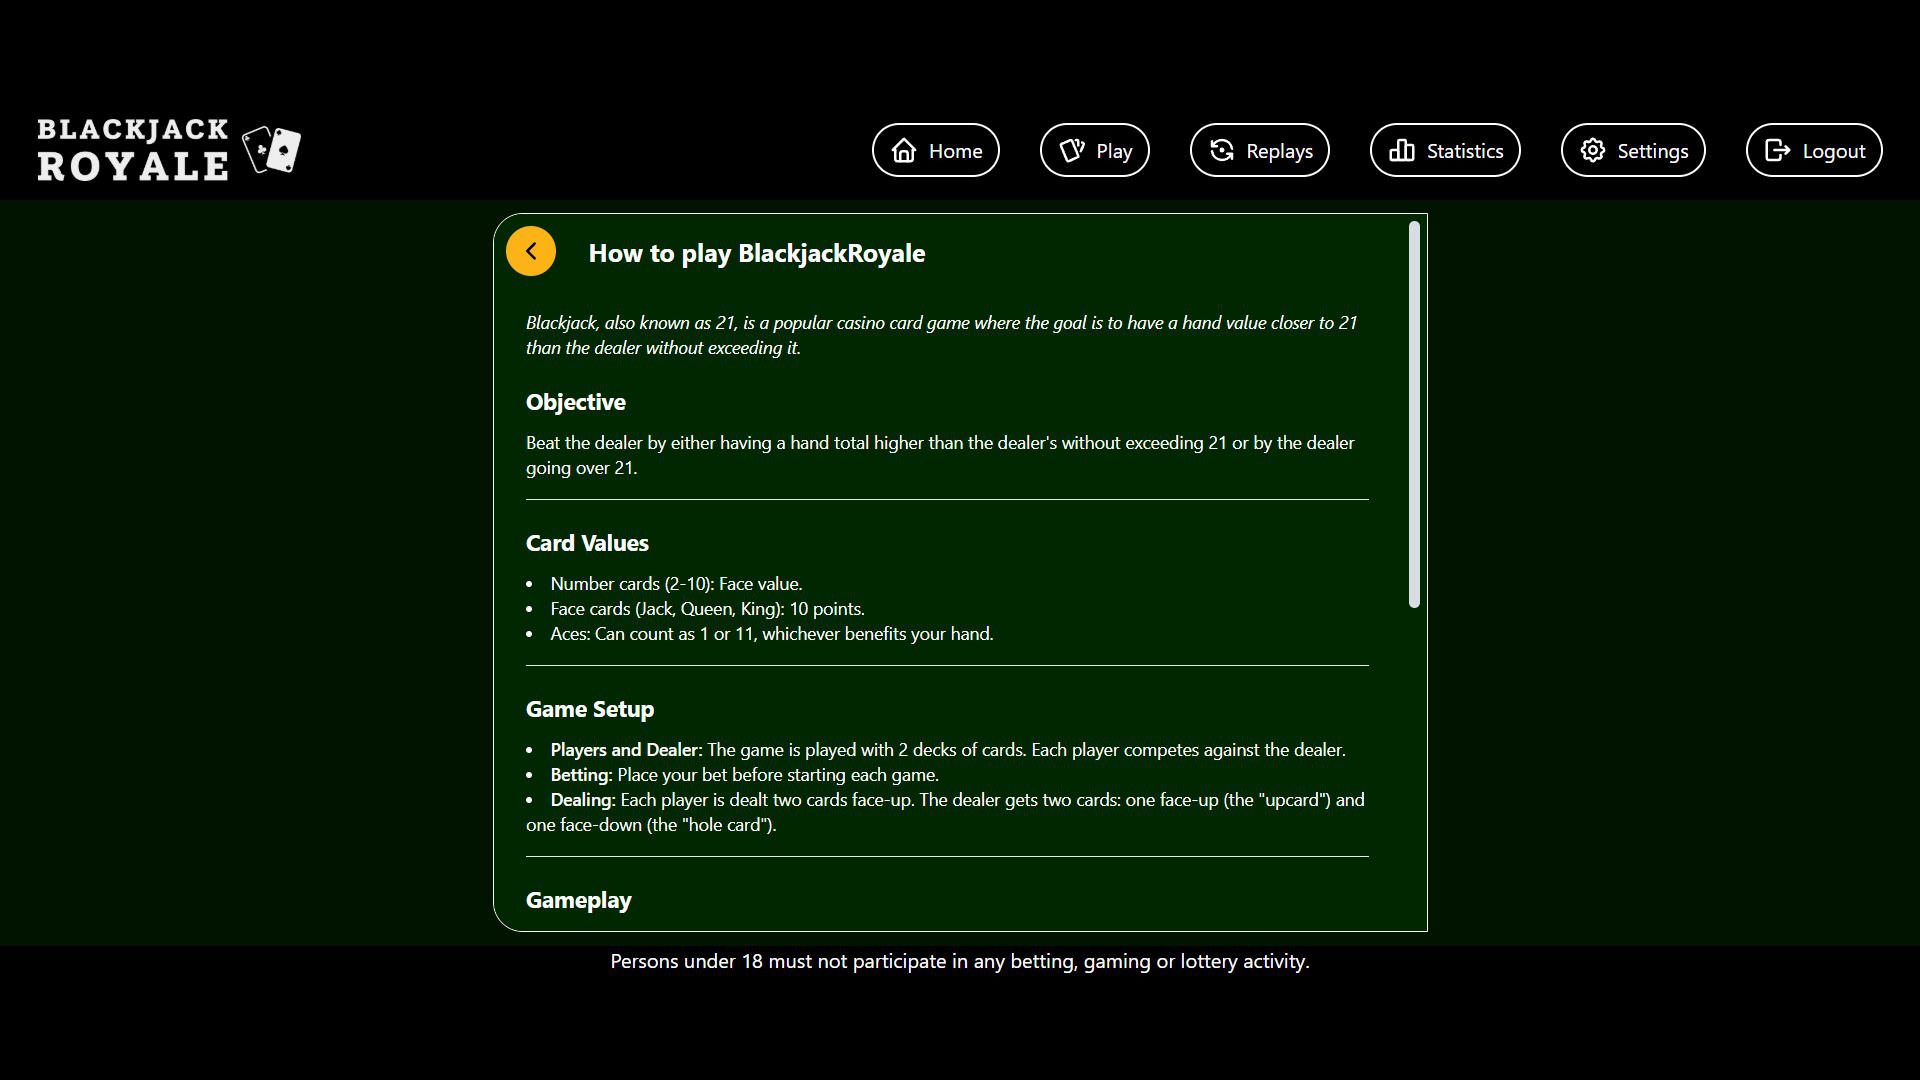 BLACKJACK
ROYALE
Home
Play
Replays
Statistics
Settings
Logout
How to play BlackjackRoyale
Blackjack, also known as 21, is a popular casino card game where the goal is to have a hand value closer to 21
than the dealer without exceeding it.
Objective
Beat the dealer by either having a hand total higher than the dealer's without exceeding 21 or by the dealer
going over 21.
Card Values
• Number cards (2-10): Face value.
• Face cards (Jack, Queen, King): 10 points.
• Aces: Can count as 1 or 11, whichever benefits your hand.
Game Setup
• Players and Dealer: The game is played with 2 decks of cards. Each player competes against the dealer.
• Betting: Place your bet before starting each game.
• Dealing: Each player is dealt two cards face-up. The dealer gets two cards: one face-up (the "upcard") and
one face-down (the "hole card").
Gameplay
Persons under 18 must not participate in any betting, gaming or lottery activity.